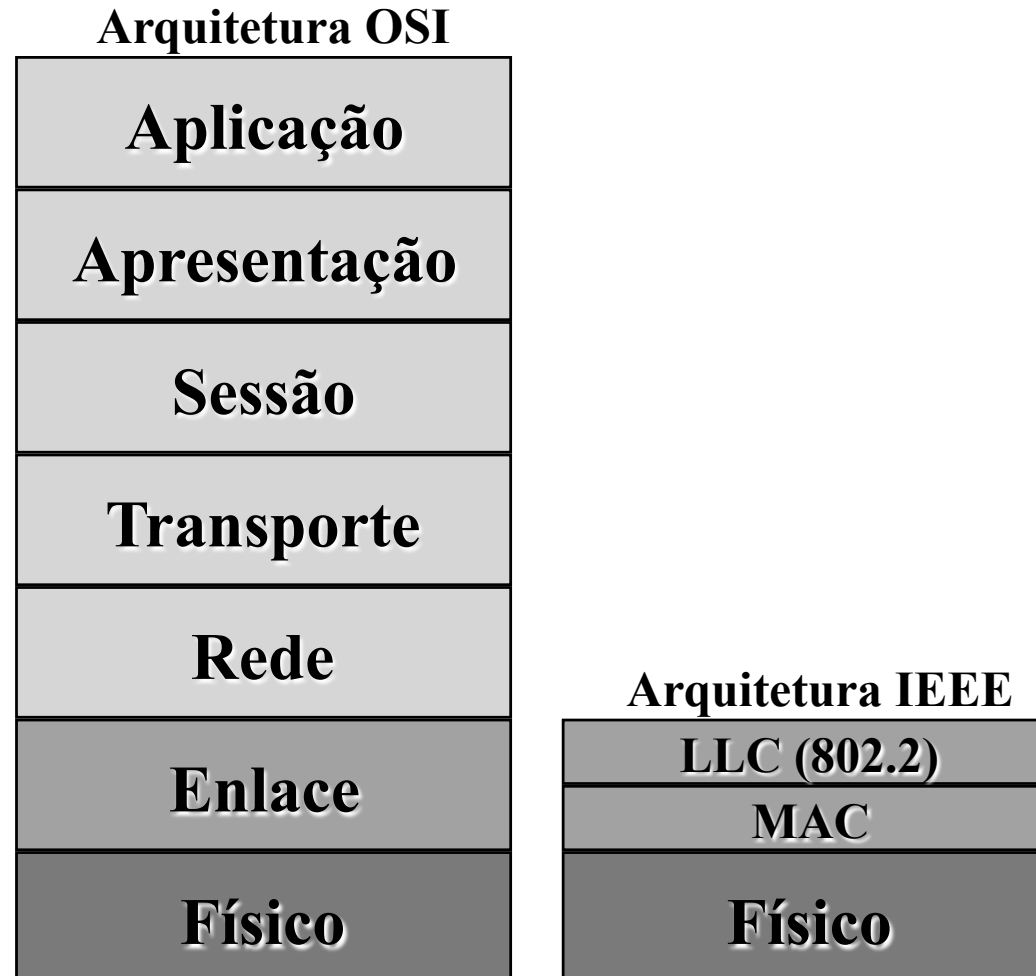 Arquitetura OSI
Aplicação
Apresentação
Sessão
Transporte
Rede
Enlace
Físico
Arquitetura IEEE
LLC (802.2)
MAC
Físico